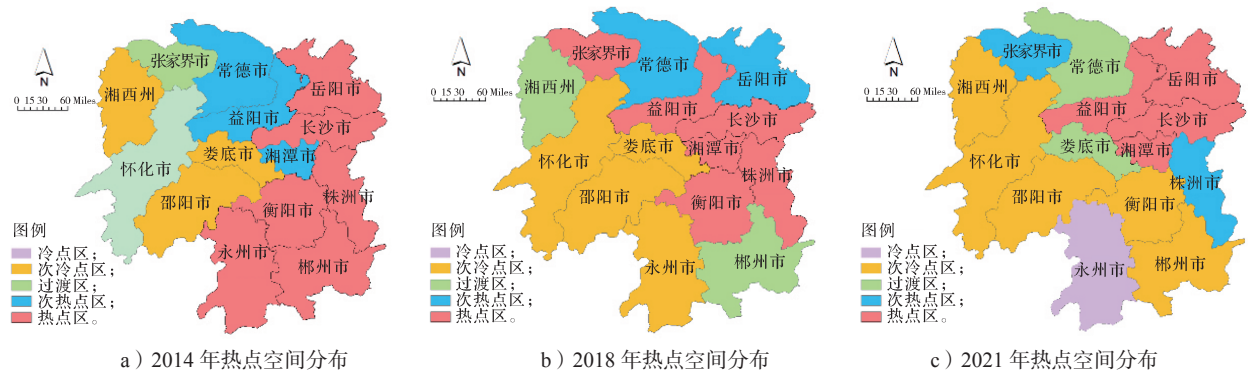 N
0 15 30 60 Miles
张家界市
常德市
岳阳市
湘西州
益阳市
长沙市
娄底市
湘潭市
怀化市
邵阳市
衡阳市
株洲市
永州市
郴州市
图例
冷点区；
次冷点区；
过渡区；
次热点区；
热点区。
a）2014 年热点空间分布
N
0 15 30 60 Miles
张家界市
常德市
岳阳市
湘西州
益阳市
长沙市
娄底市
湘潭市
怀化市
株洲市
邵阳市
衡阳市
永州市
郴州市
图例
冷点区；
次冷点区；
过渡区；
次热点区；
热点区。
b）2018 年热点空间分布
N
0 15 30 60 Miles
张家界市
常德市
岳阳市
湘西州
益阳市
长沙市
娄底市
湘潭市
怀化市
株洲市
邵阳市
衡阳市
永州市
郴州市
图例
冷点区；
次冷点区；
过渡区；
次热点区；
热点区。
c）2021 年热点空间分布